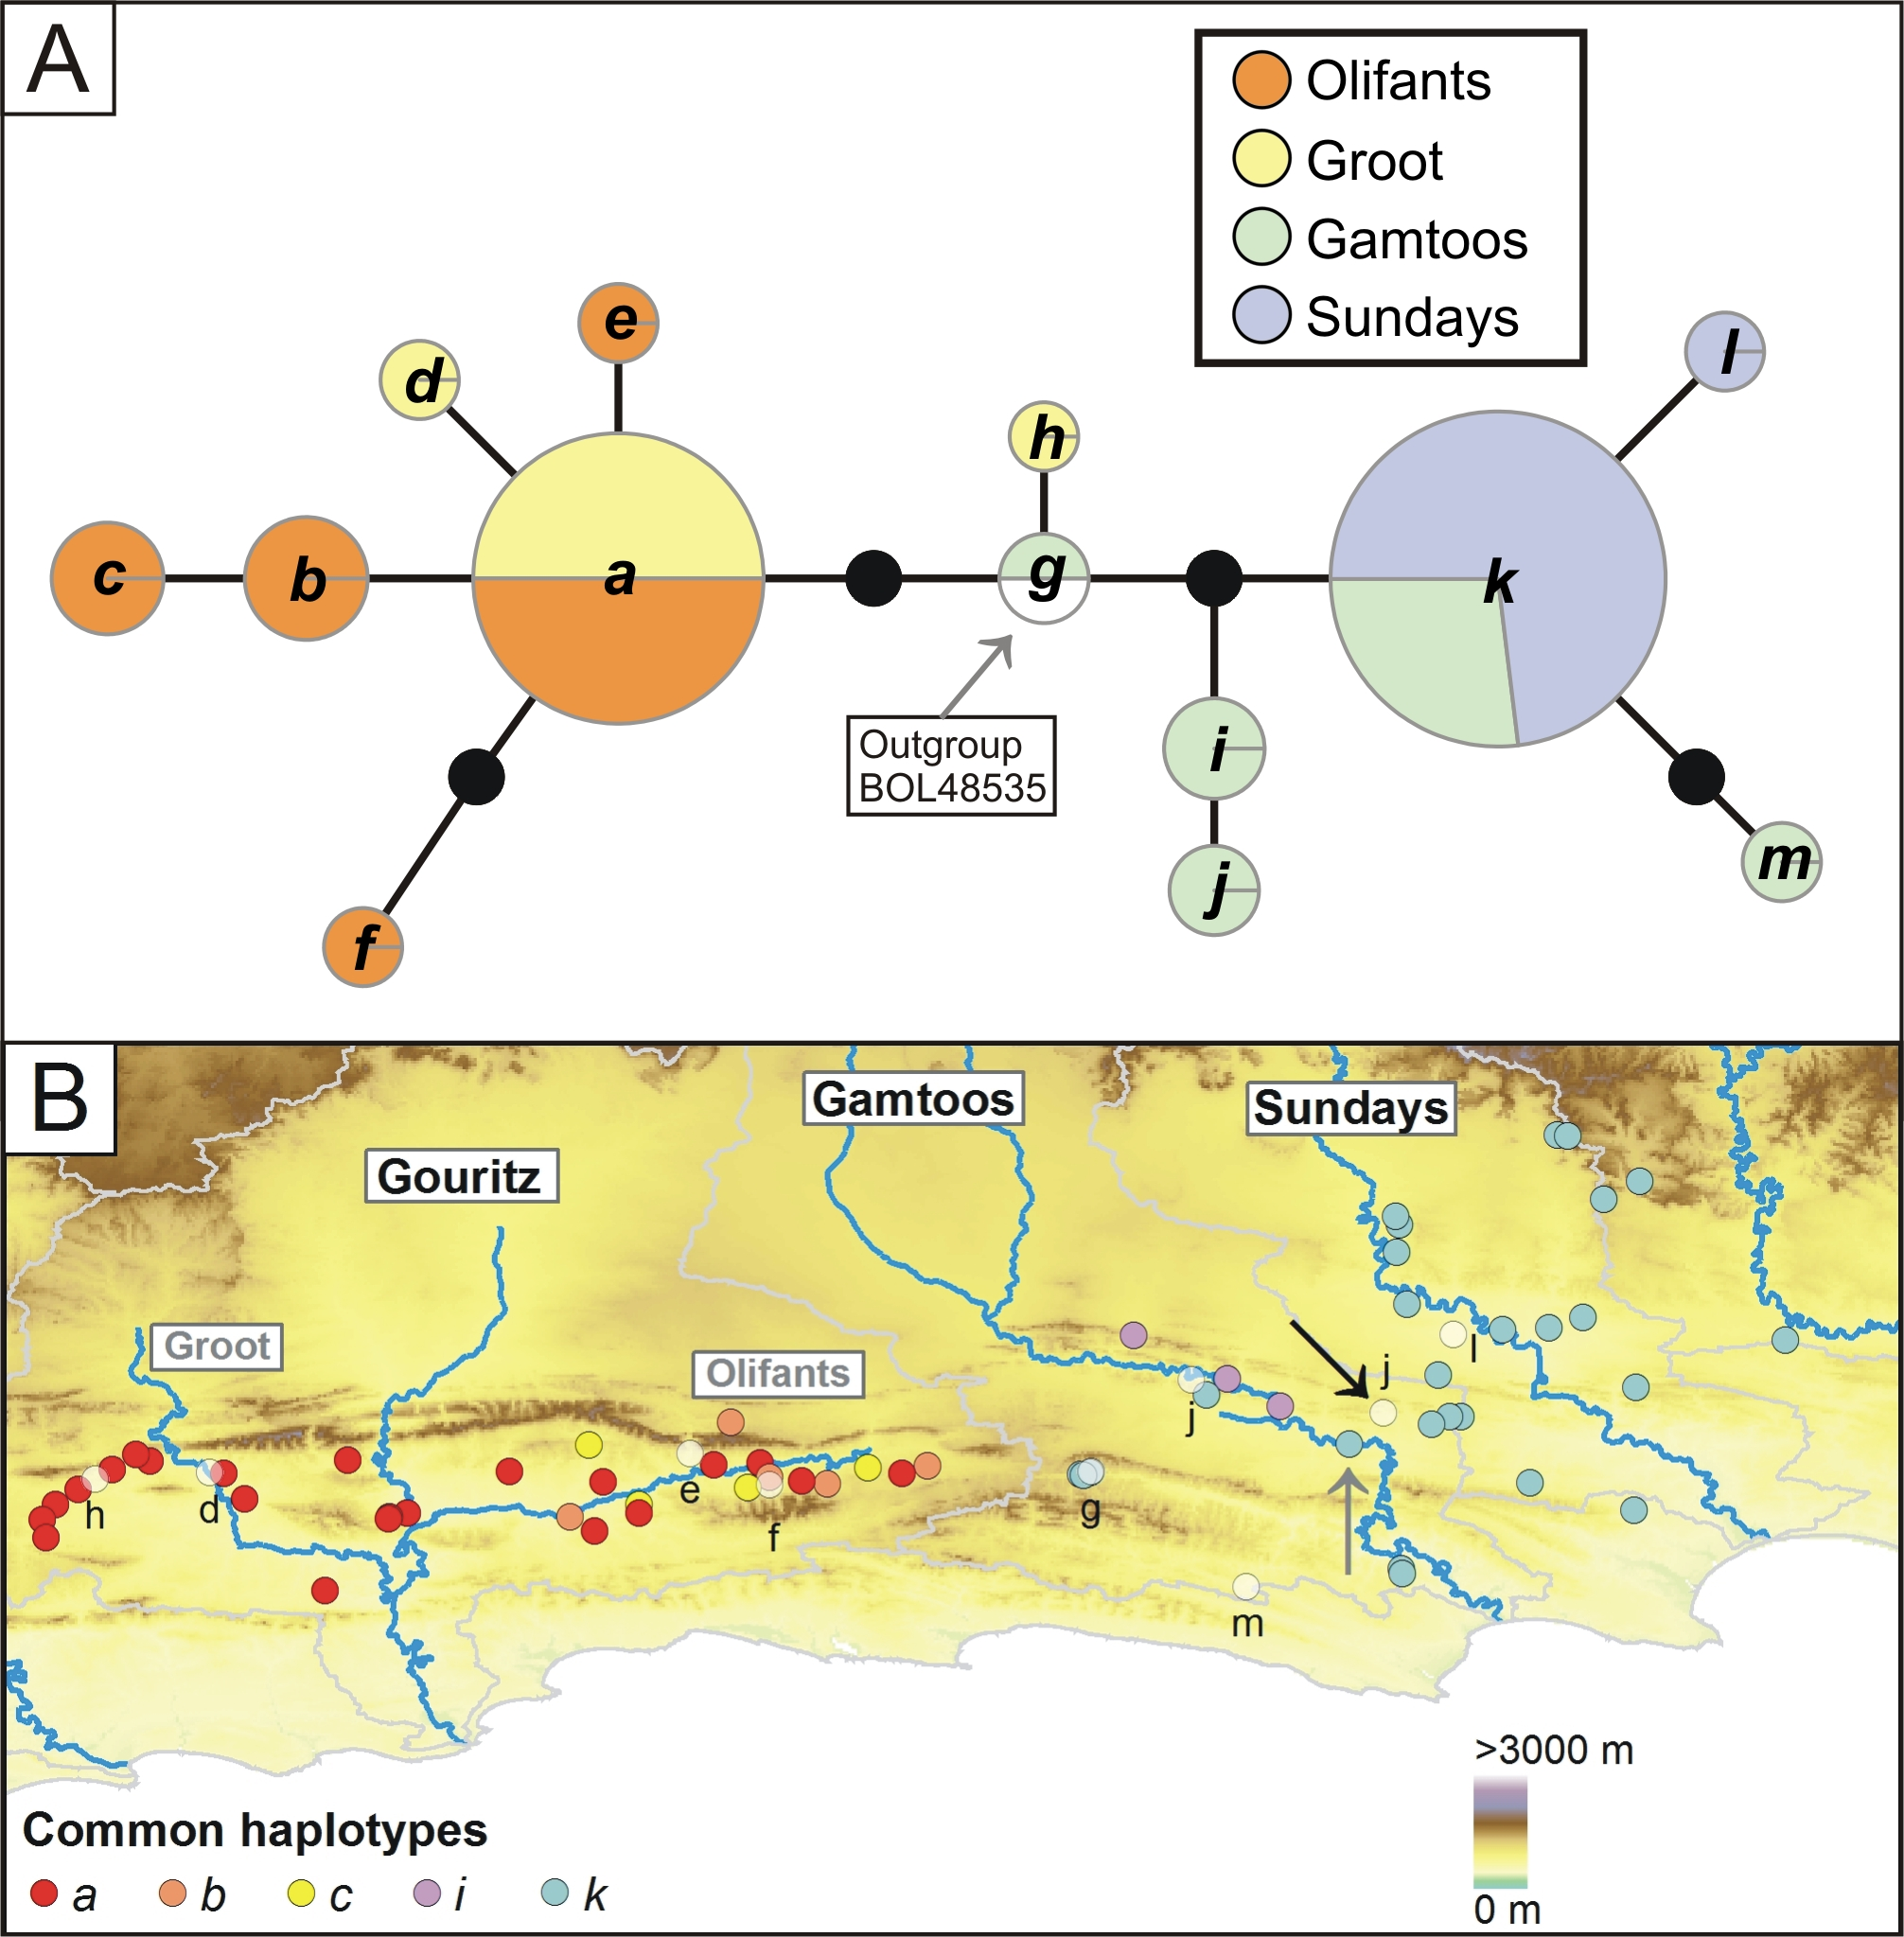 A
Olifants
Groot
Gamtoos
Sundays
e
d
l
h
c
b
a
g
k
Outgroup
BOL48535
i
j
m
f
B
Gamtoos
Sundays
Gouritz
Groot
Olifants
l
j
j
e
h
d
g
f
m
>3000 m
0 m
Common haplotypes
a b c i k